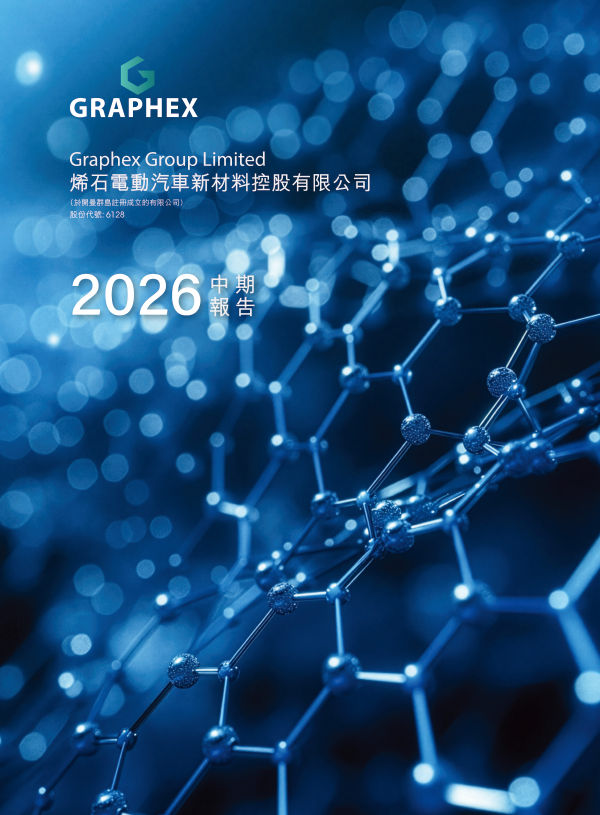 GRAPHEX
Graphex Group Limited
烯石電動汽車新材料控股有限公司
(於開曼群島註冊成立的有限公司)
股份代號: 6128
2026 中期
報告